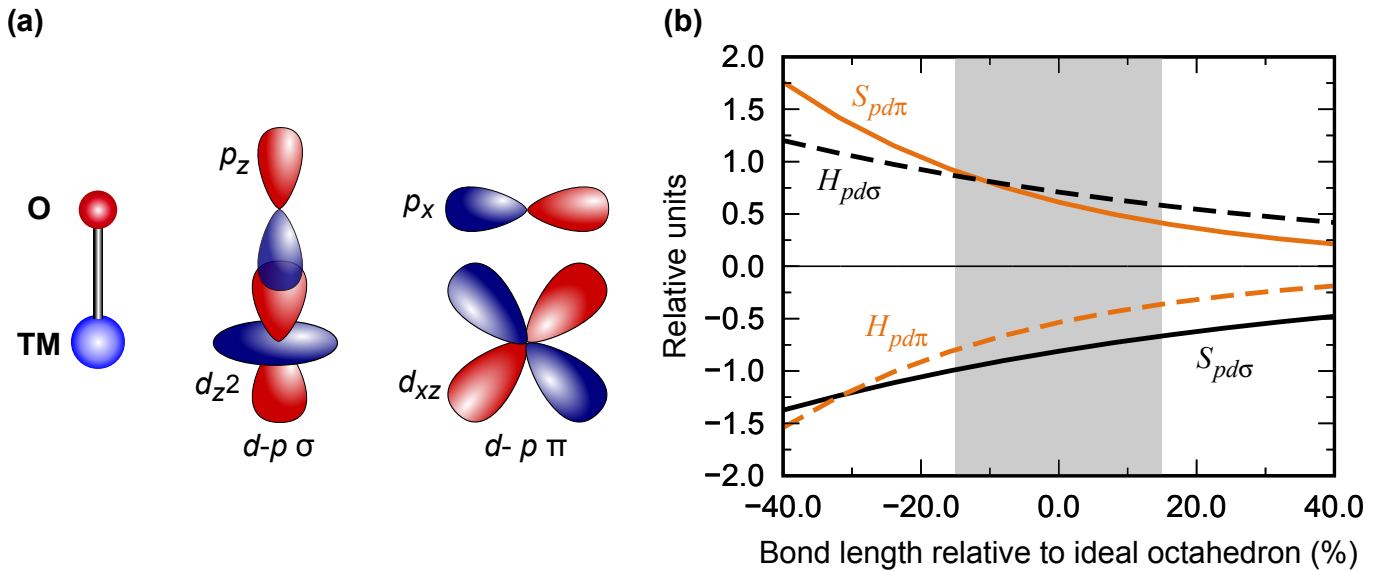 (a)
O
TM
p_z
d_z2
d-p σ
p_x
d_xz
d- p π
(b)
Relative units
2.0
1.5
1.0
0.5
0.0
−0.5
−1.0
−1.5
−2.0
S_pdπ
H_pdσ
H_pdπ
S_pdσ
−40.0 −20.0 0.0 20.0 40.0
Bond length relative to ideal octahedron (%)